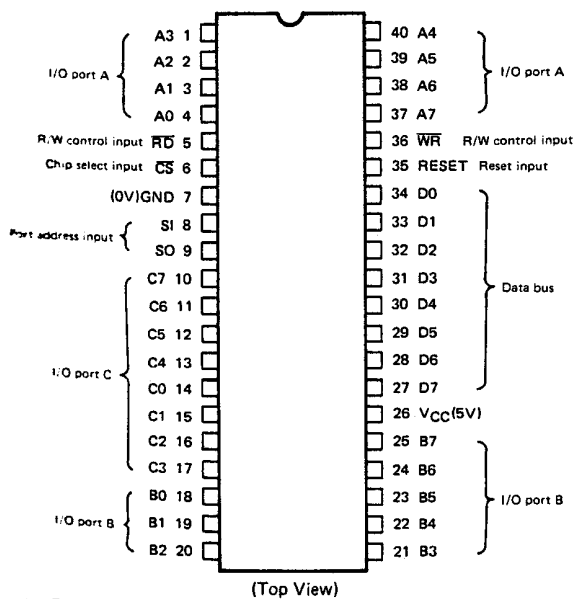 A3 1
A2 2
A1 3
A0 4
I/O port A
R/W control input RD 5
Chip select input CS 6
(0V)GND 7
SI 8
SO 9
Port address input
C7 10
C6 11
C5 12
C4 13
C0 14
C1 15
C2 16
C3 17
I/O port C
B0 18
B1 19
B2 20
I/O port B
40 A4
39 A5
38 A6
37 A7
I/O port A
36 WR R/W control input
35 RESET Reset input
34 D0
33 D1
32 D2
31 D3
30 D4
29 D5
28 D6
27 D7
Data bus
26 VCC(5V)
25 B7
24 B6
23 B5
22 B4
21 B3
I/O port B
(Top View)